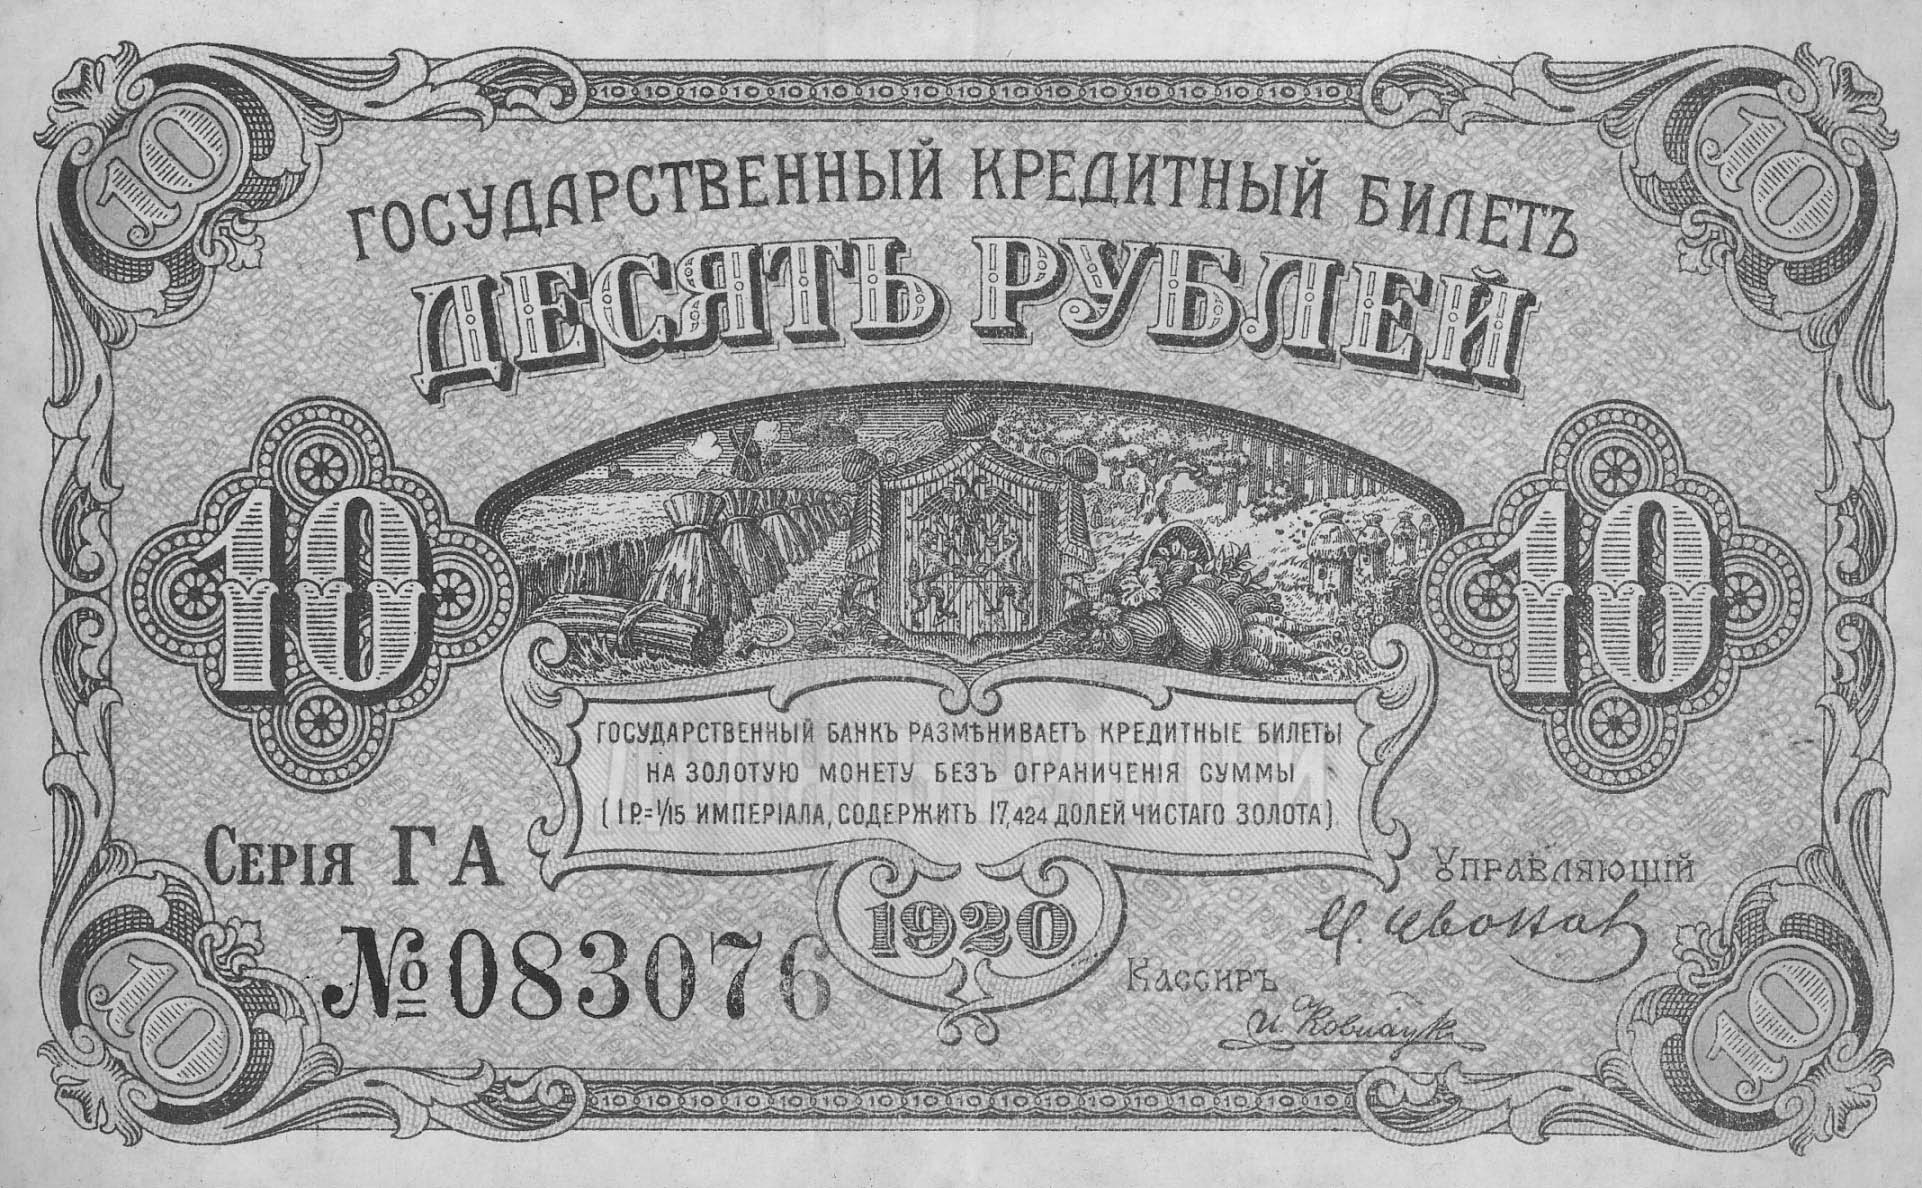 10 10
ГОСУДАРСТВЕННЫЙ КРЕДИТНЫЙ БИЛЕТЪ
ДЕСЯТЬ РУБЛЕЙ
10 10
ГОСУДАРСТВЕННЫЙ БАНКЪ РАЗМѢНИВАЕТЪ КРЕДИТНЫЕ БИЛЕТЫ
НА ЗОЛОТУЮ МОНЕТУ БЕЗЪ ОГРАНИЧЕНІЯ СУММЫ
(1 Р.= 1/15 ИМПЕРІАЛА, СОДЕРЖИТЪ 17,424 ДОЛЕЙ ЧИСТАГО ЗОЛОТА)
СЕРІЯ ГА
УПРАВЛЯЮЩІЙ
№ 083076
1920
КАССИРЪ
10 10